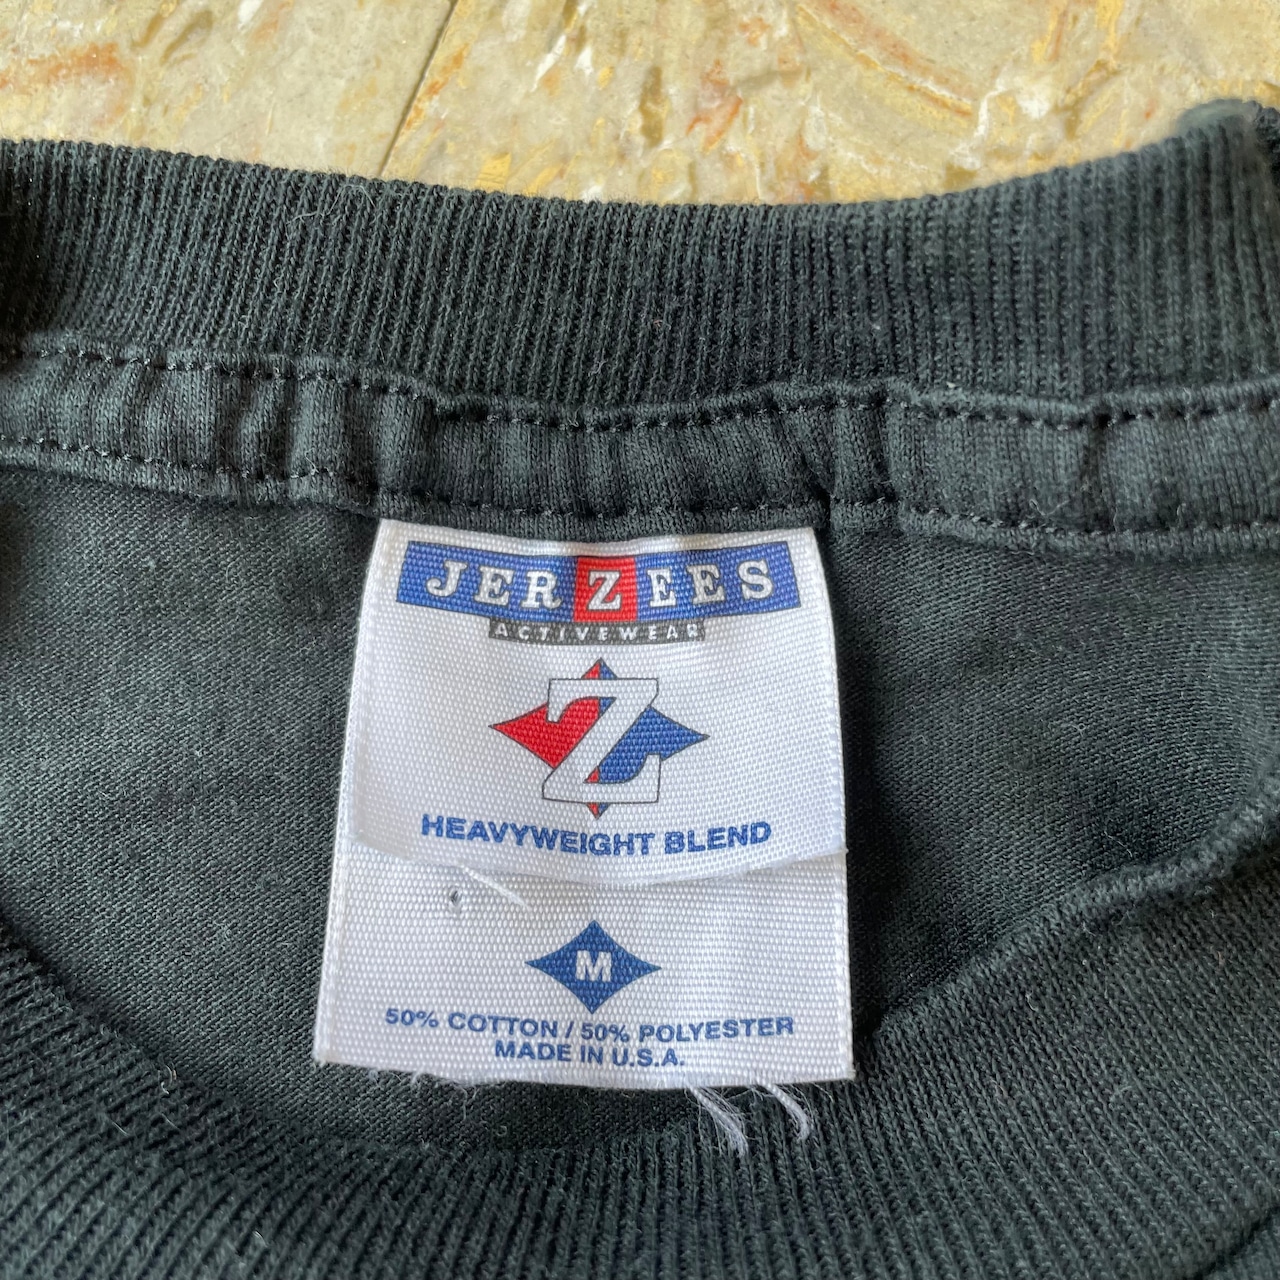 JERZEES
ACTIVEWEAR
Z
HEAVYWEIGHT BLEND
M
50% COTTON / 50% POLYESTER
MADE IN U.S.A.